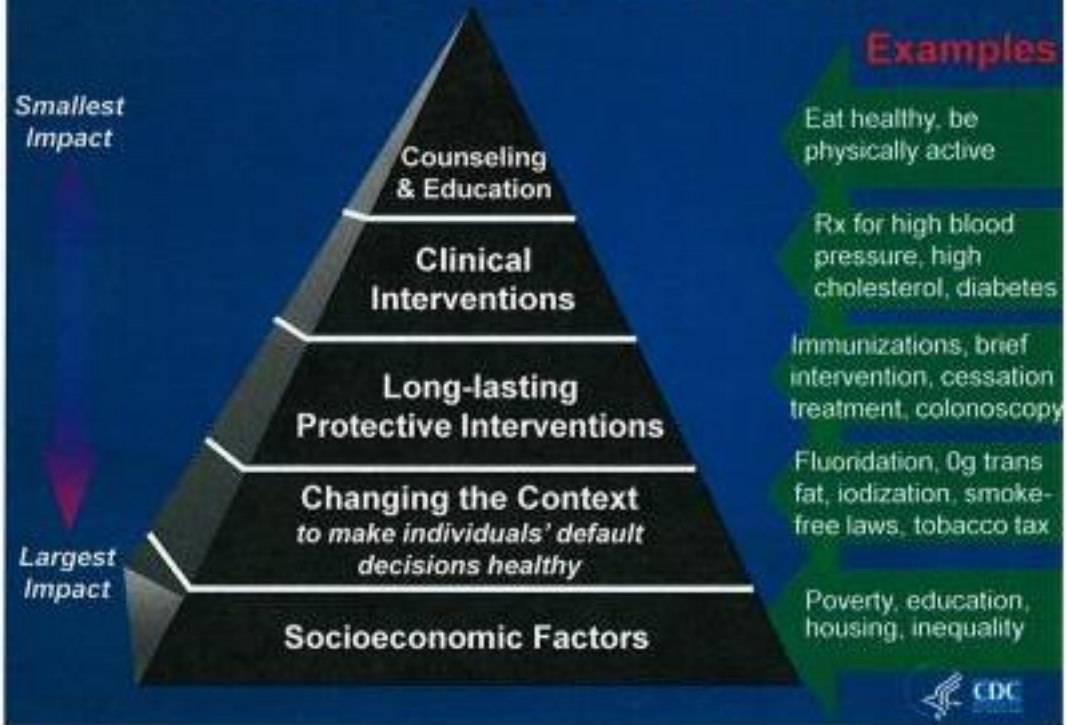 Examples
Smallest
Impact
Counseling
& Education
Eat healthy, be
physically active
Clinical
Interventions
Rx for high blood
pressure, high
cholesterol, diabetes
Long-lasting
Protective Interventions
Immunizations, brief
intervention, cessation
treatment, colonoscopy
Changing the Context
to make individuals' default
decisions healthy
Fluoridation, 0g trans
fat, iodization, smoke-
free laws, tobacco tax
Largest
Impact
Socioeconomic Factors
Poverty, education,
housing, inequality
CDC